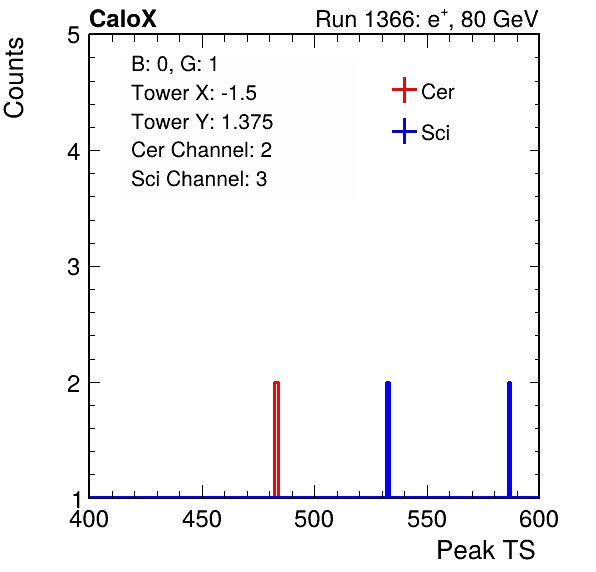 CaloX Run 1366: e⁺, 80 GeV
B: 0, G: 1
Tower X: -1.5
Tower Y: 1.375
Cer Channel: 2
Sci Channel: 3
Cer
Sci
Counts
5
4
3
2
1
400 450 500 550 600
Peak TS